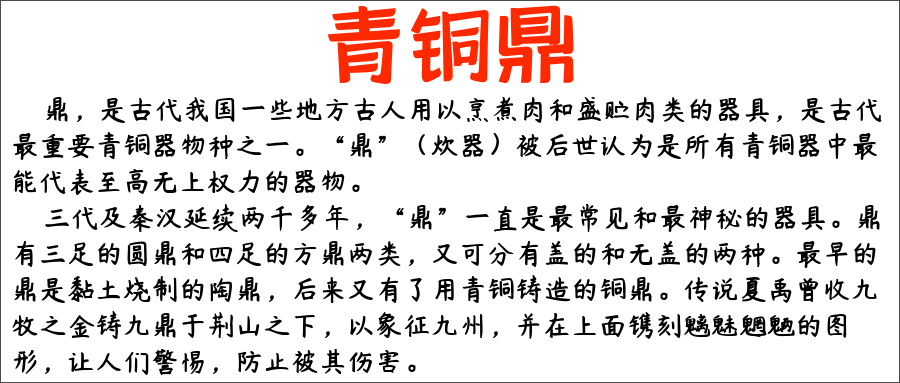 青铜鼎
鼎，是古代我国一些地方古人用以烹煮肉和盛贮肉类的器具，是古代
最重要青铜器物种之一。“鼎”（炊器）被后世认为是所有青铜器中最
能代表至高无上权力的器物。
三代及秦汉延续两千多年，“鼎”一直是最常见和最神秘的器具。鼎
有三足的圆鼎和四足的方鼎两类，又可分有盖的和无盖的两种。最早的
鼎是黏土烧制的陶鼎，后来又有了用青铜铸造的铜鼎。传说夏禹曾收九
牧之金铸九鼎于荆山之下，以象征九州，并在上面镌刻魑魅魍魉的图
形，让人们警惕，防止被其伤害。